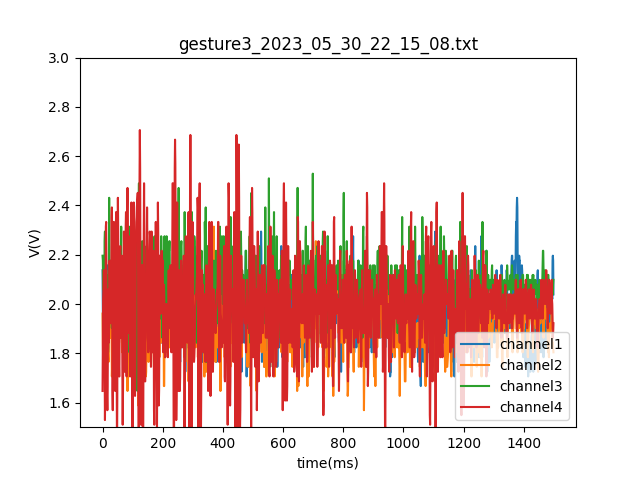 gesture3_2023_05_30_22_15_08.txt
V(V)
3.0
2.8
2.6
2.4
2.2
2.0
1.8
1.6
channel1
channel2
channel3
channel4
0 200 400 600 800 1000 1200 1400
time(ms)